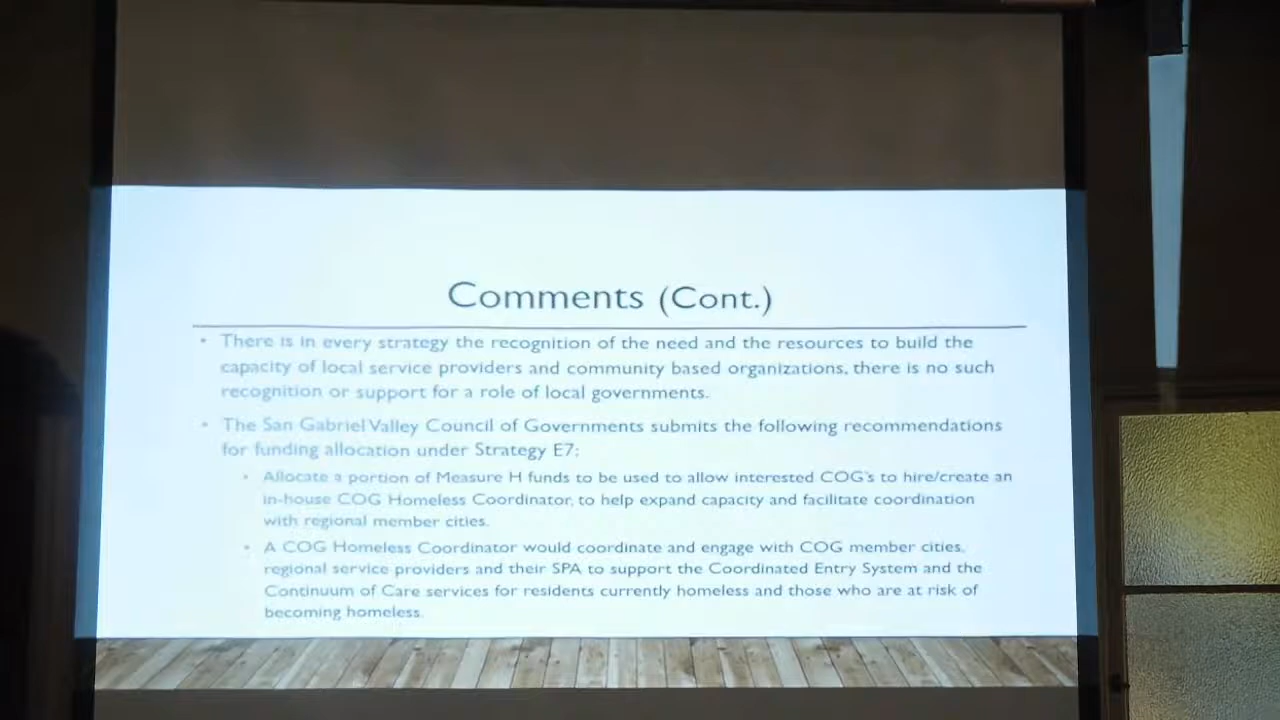 Comments (Cont.)
• There is in every strategy the recognition of the need and the resources to build the
capacity of local service providers and community based organizations, there is no such
recognition or support for a role of local governments.
• The San Gabriel Valley Council of Governments submits the following recommendations
for funding allocation under Strategy E7:
• Allocate a portion of Measure H funds to be used to allow interested COG's to hire/create an
in-house COG Homeless Coordinator, to help expand capacity and facilitate coordination
with regional member cities.
• A COG Homeless Coordinator would coordinate and engage with COG member cities,
regional service providers and their SPA to support the Coordinated Entry System and the
Continuum of Care services for residents currently homeless and those who are at risk of
becoming homeless.